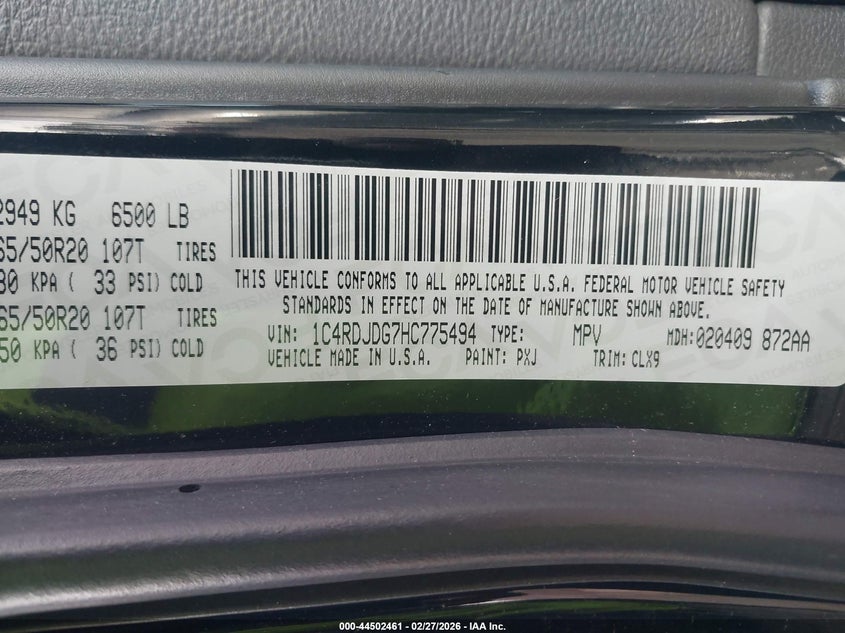 2949 KG 6500 LB
65/50R20 107T TIRES
30 KPA ( 33 PSI) COLD
65/50R20 107T TIRES
50 KPA ( 36 PSI) COLD
THIS VEHICLE CONFORMS TO ALL APPLICABLE U.S.A. FEDERAL MOTOR VEHICLE SAFETY
STANDARDS IN EFFECT ON THE DATE OF MANUFACTURE SHOWN ABOVE.
VIN: 1C4RDJDG7HC775494 TYPE: MPV MDH:020409 872AA
VEHICLE MADE IN U.S.A. PAINT: PXJ TRIM: CLX9
000-44502461 - 02/27/2026 - IAA Inc.